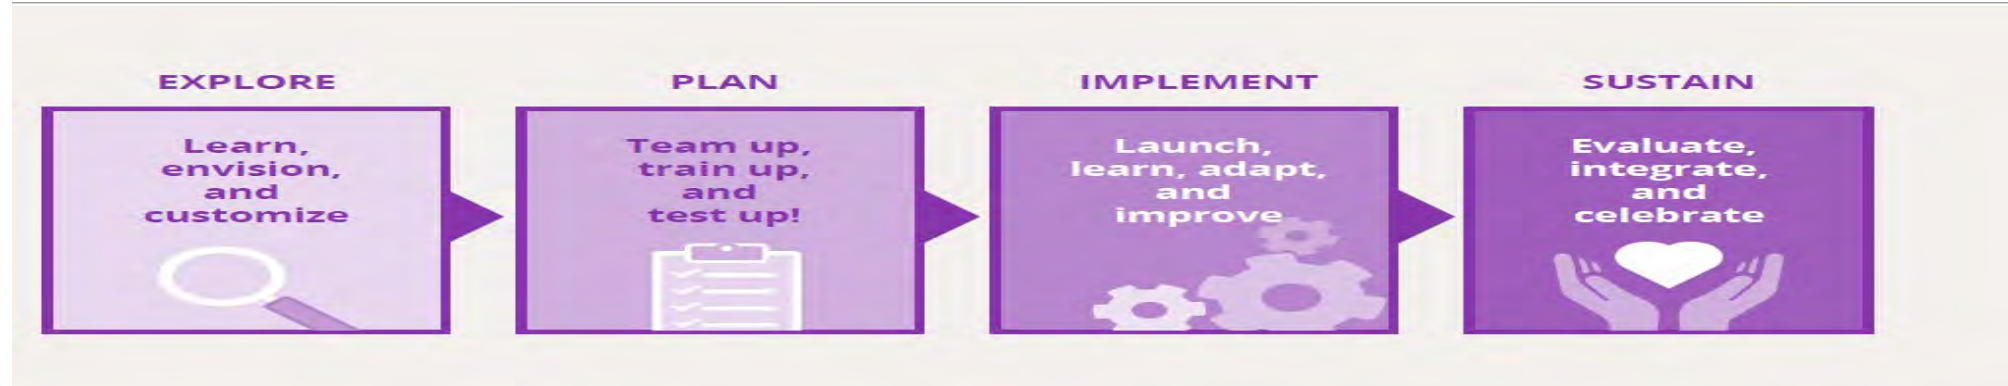 EXPLORE
Learn,
envision,
and
customize
PLAN
Team up,
train up,
and
test up!
IMPLEMENT
Launch,
learn, adapt,
and
improve
SUSTAIN
Evaluate,
integrate,
and
celebrate